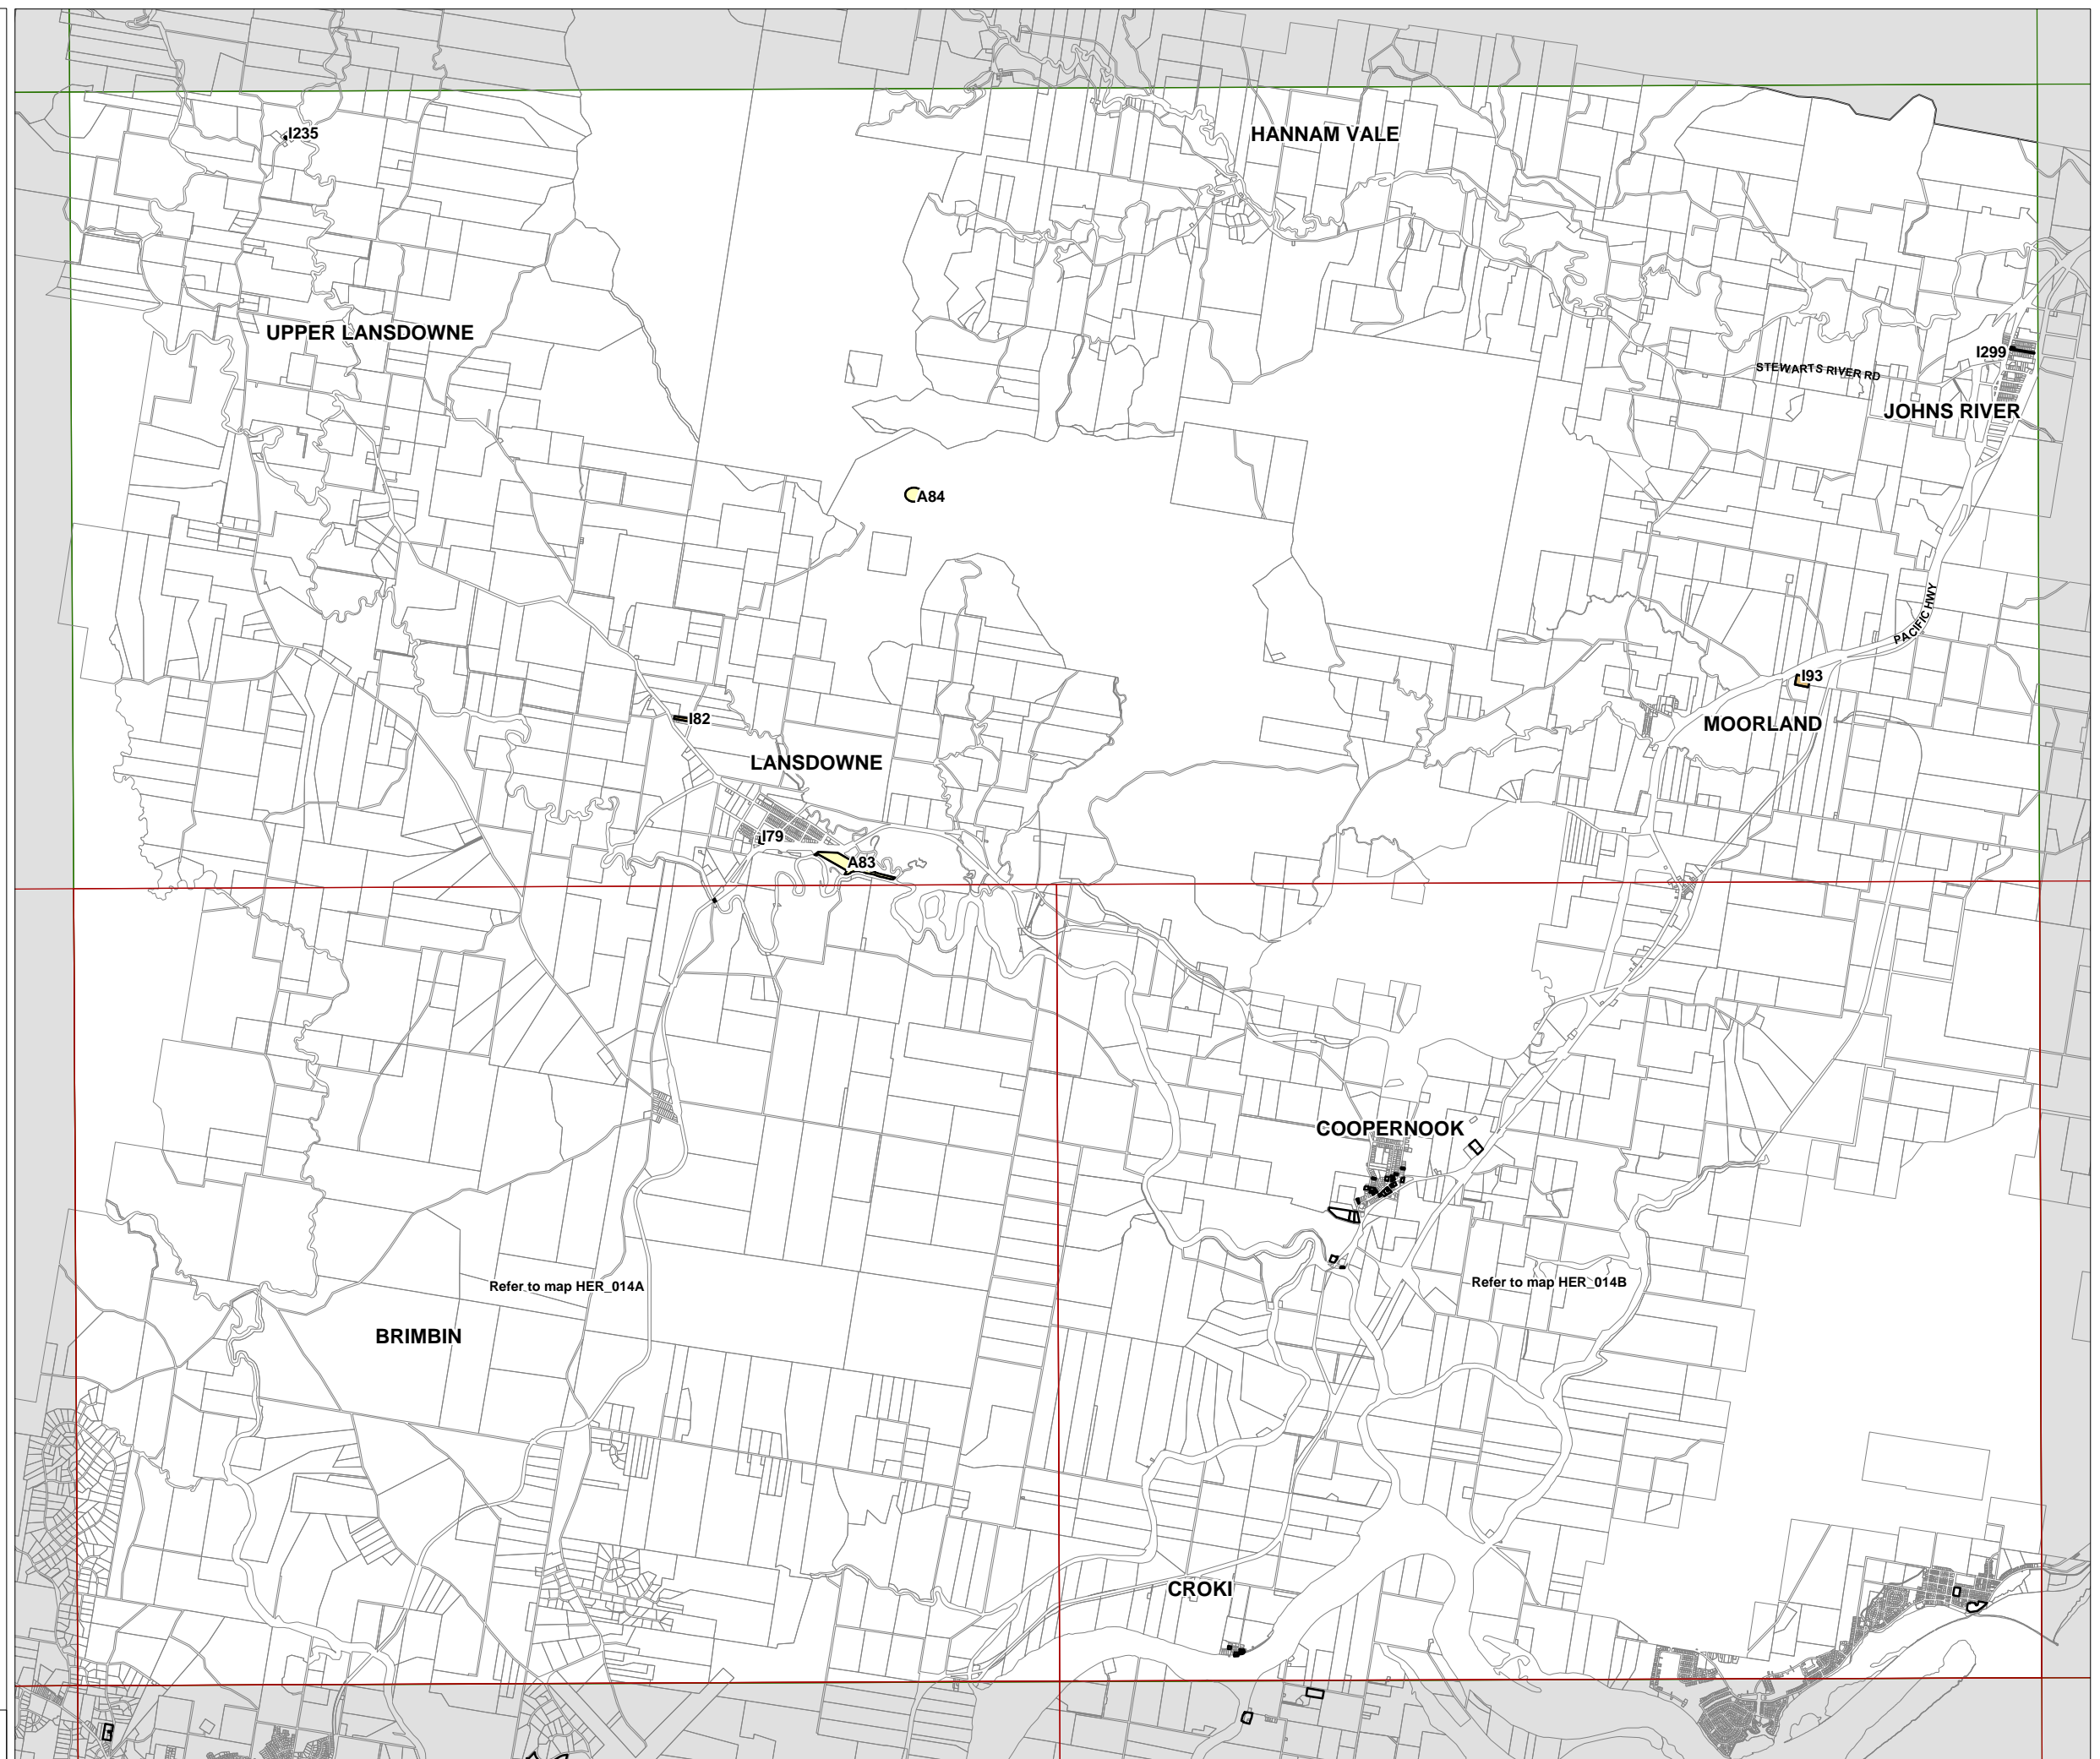 I235
HANNAM VALE
UPPER LANSDOWNE
I299
STEWARTS RIVER RD
JOHNS RIVER
A84
PACIFIC HWY
I93
I82
MOORLAND
LANSDOWNE
I79
A83
COOPERNOOK
Refer to map HER_014A
Refer to map HER_014B
BRIMBIN
CROKI